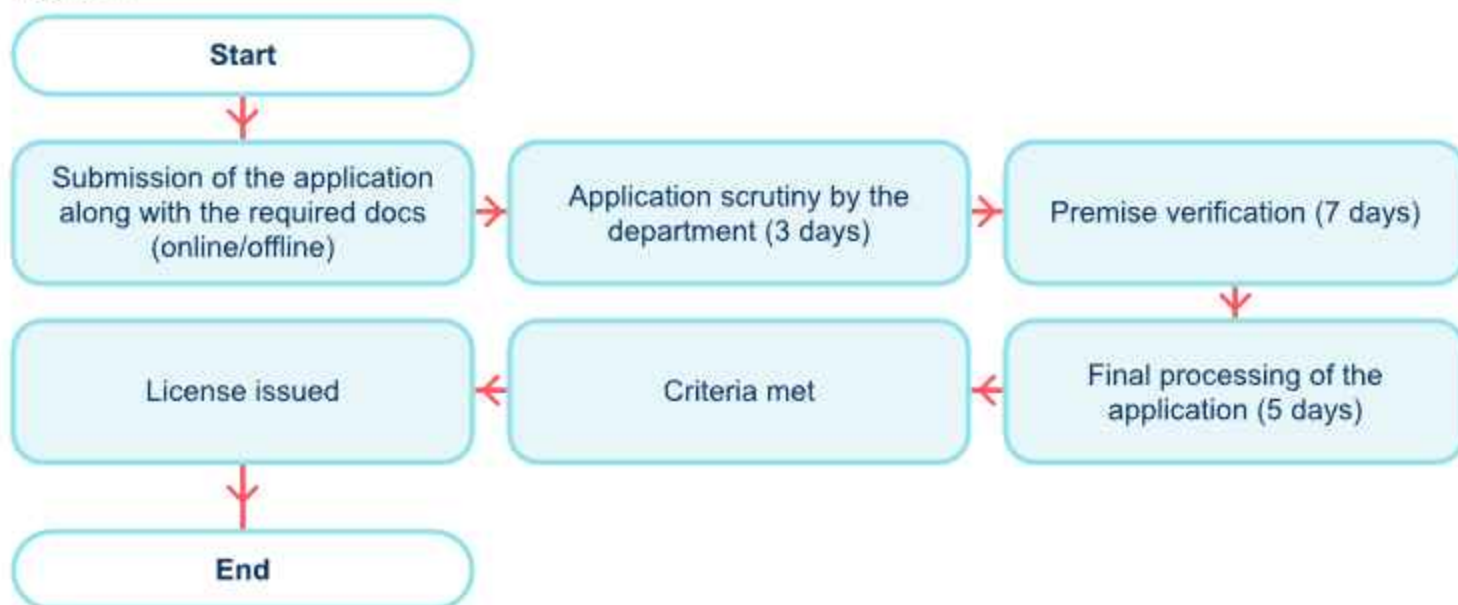 Start
Submission of the application
along with the required docs
(online/offline)
Application scrutiny by the
department (3 days)
Premise verification (7 days)
Final processing of the
application (5 days)
Criteria met
License issued
End